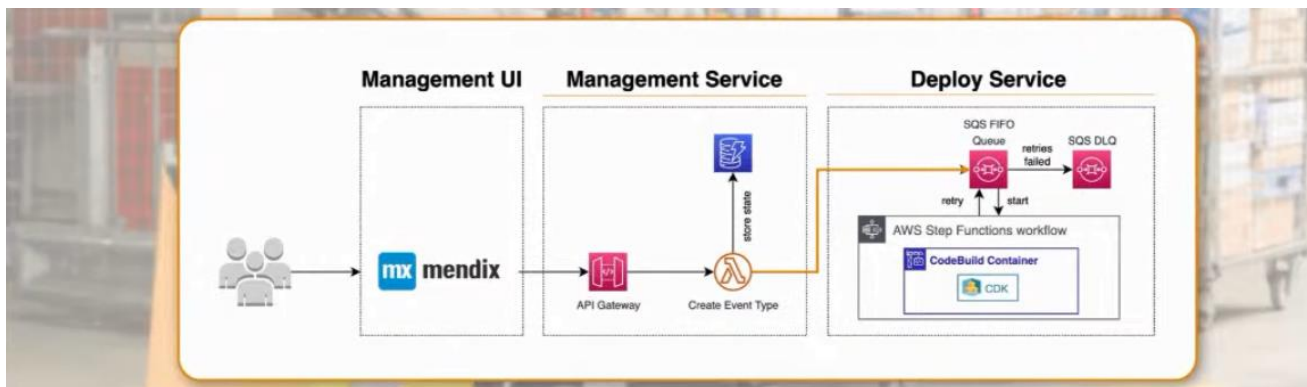 Management UI
Management Service
Deploy Service
mx mendix
API Gateway
store state
Create Event Type
SQS FIFO
Queue
SQS DLQ
retries
failed
retry
start
AWS Step Functions workflow
CodeBuild Container
CDK